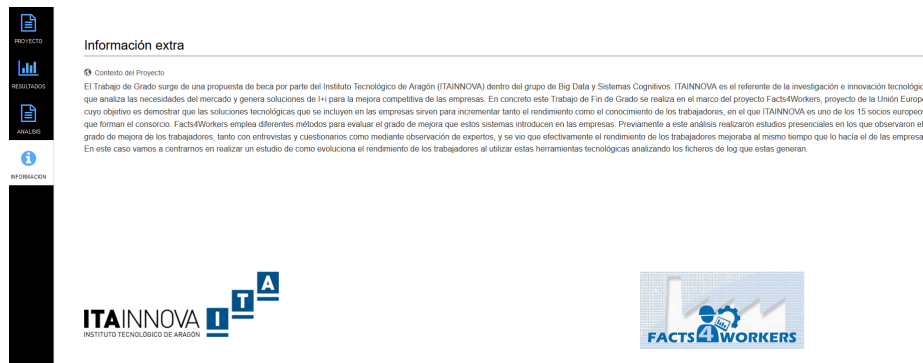 PROYECTO
RESULTADOS
ANALISIS
INFORMACION
Información extra
Contexto del Proyecto
El Trabajo de Grado surge de una propuesta de beca por parte del Instituto Tecnológico de Aragón (ITAINNOVA) dentro del grupo de Big Data y Sistemas Cognitivos. ITAINNOVA es el referente de la investigación e innovación tecnológic
que analiza las necesidades del mercado y genera soluciones de I+i para la mejora competitiva de las empresas. En concreto este Trabajo de Fin de Grado se realiza en el marco del proyecto Facts4Workers, proyecto de la Unión Europe
cuyo objetivo es demostrar que las soluciones tecnológicas que se incluyen en las empresas sirven para incrementar tanto el rendimiento como el conocimiento de los trabajadores, en el que ITAINNOVA es uno de los 15 socios europeos
que forman el consorcio. Facts4Workers emplea diferentes métodos para evaluar el grado de mejora que estos sistemas introducen en las empresas. Previamente a este análisis realizaron estudios presenciales en los que observaron el
grado de mejora de los trabajadores, tanto con entrevistas y cuestionarios como mediante observación de expertos, y se vio que efectivamente el rendimiento de los trabajadores mejoraba al mismo tiempo que lo hacía el de las empresa
En este caso vamos a centrarnos en realizar un estudio de como evoluciona el rendimiento de los trabajadores al utilizar estas herramientas tecnológicas analizando los ficheros de log que estas generan.
ITAINNOVA
INSTITUTO TECNOLÓGICO DE ARAGÓN
I T A
FACTS4WORKERS